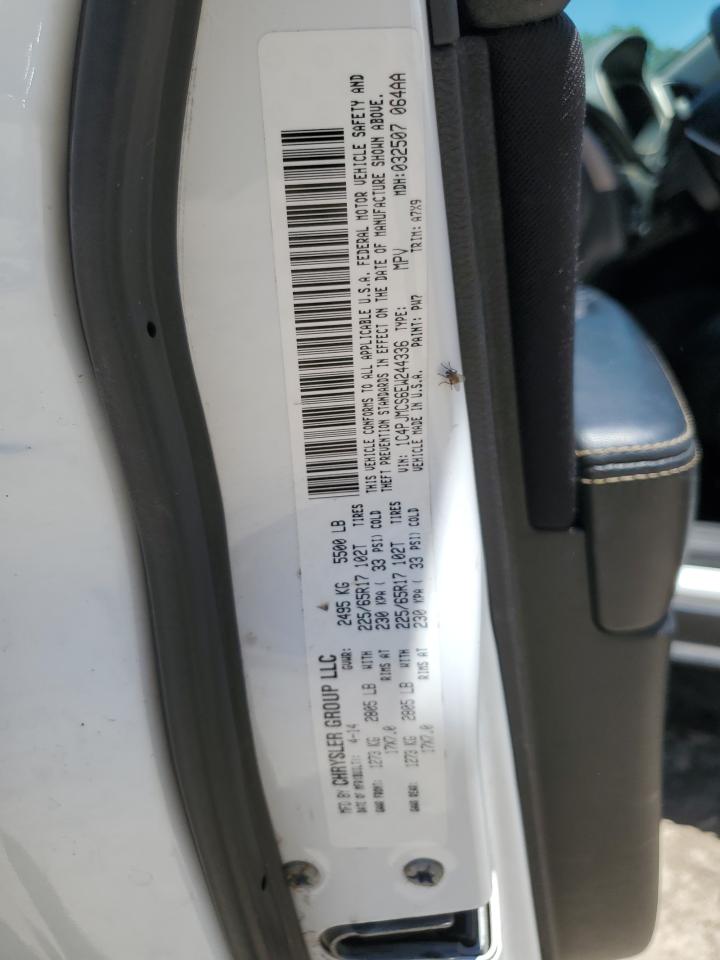 MFD BY CHRYSLER GROUP LLC
DATE OF MFR(BUILT): 4-14 GVWR: 2495 KG 5500 LB
GAWR FRONT: 1273 KG 2805 LB WITH 225/65R17 102T TIRES
17X7.0 RIMS AT 230 KPA ( 33 PSI) COLD
GAWR REAR: 1273 KG 2805 LB WITH 225/65R17 102T TIRES
17X7.0 RIMS AT 230 KPA ( 33 PSI) COLD
THIS VEHICLE CONFORMS TO ALL APPLICABLE U.S.A. FEDERAL MOTOR VEHICLE SAFETY AND
THEFT PREVENTION STANDARDS IN EFFECT ON THE DATE OF MANUFACTURE SHOWN ABOVE.
VIN: 1C4PJMCS6EW244336 TYPE: MPV MDH:032507 064AA
VEHICLE MADE IN U.S.A. PAINT: PW7 TRIM: A7X9